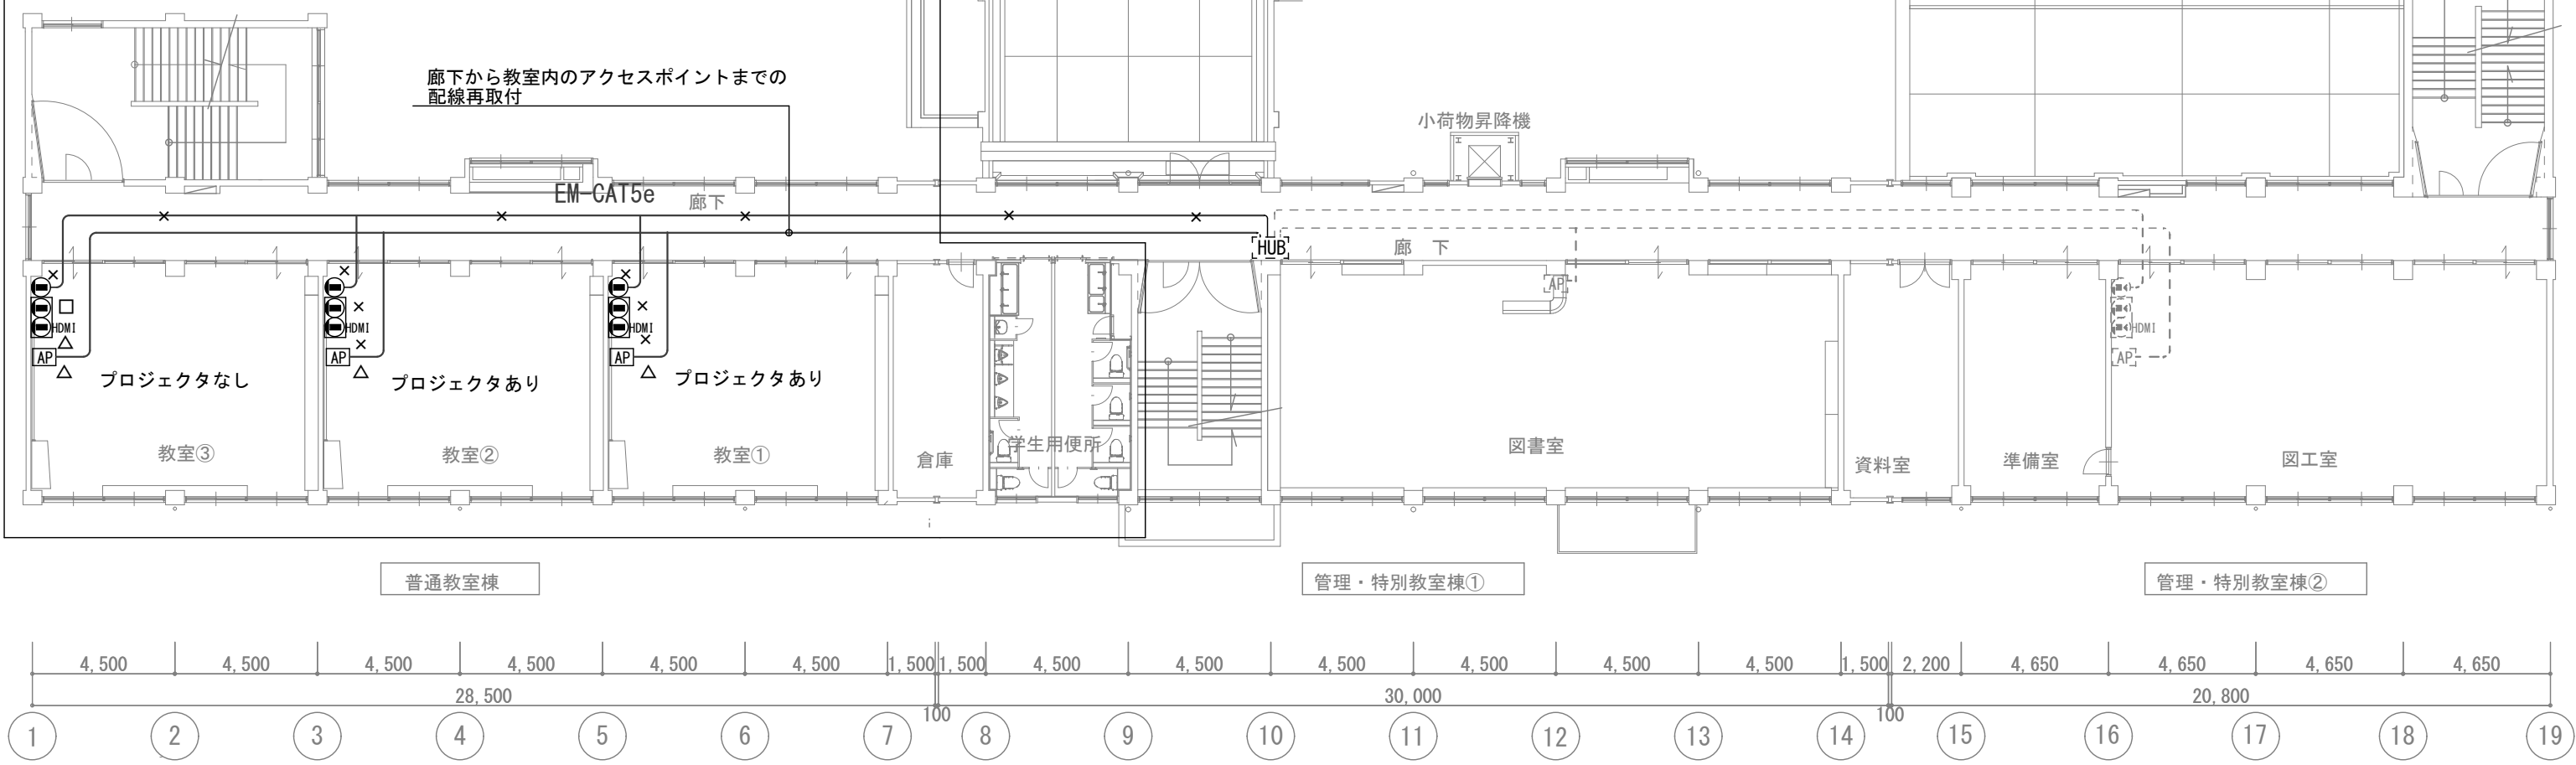 廊下から教室内のアクセスポイントまでの
配線再取付
小荷物昇降機
EM-CAT5e
廊下
HUB
廊 下
AP
HDMI
HDMI
HDMI
HDMI
AP
AP
AP
AP
プロジェクタなし
プロジェクタあり
プロジェクタあり
教室③
教室②
教室①
倉庫
学生用便所
図書室
資料室
準備室
図工室
普通教室棟
管理・特別教室棟①
管理・特別教室棟②
4,500 4,500 4,500 4,500 4,500 4,500 1,500 1,500 4,500 4,500 4,500 4,500 4,500 4,500 1,500 2,200 4,650 4,650 4,650 4,650
28,500 30,000 20,800
100 100
1 2 3 4 5 6 7 8 9 10 11 12 13 14 15 16 17 18 19